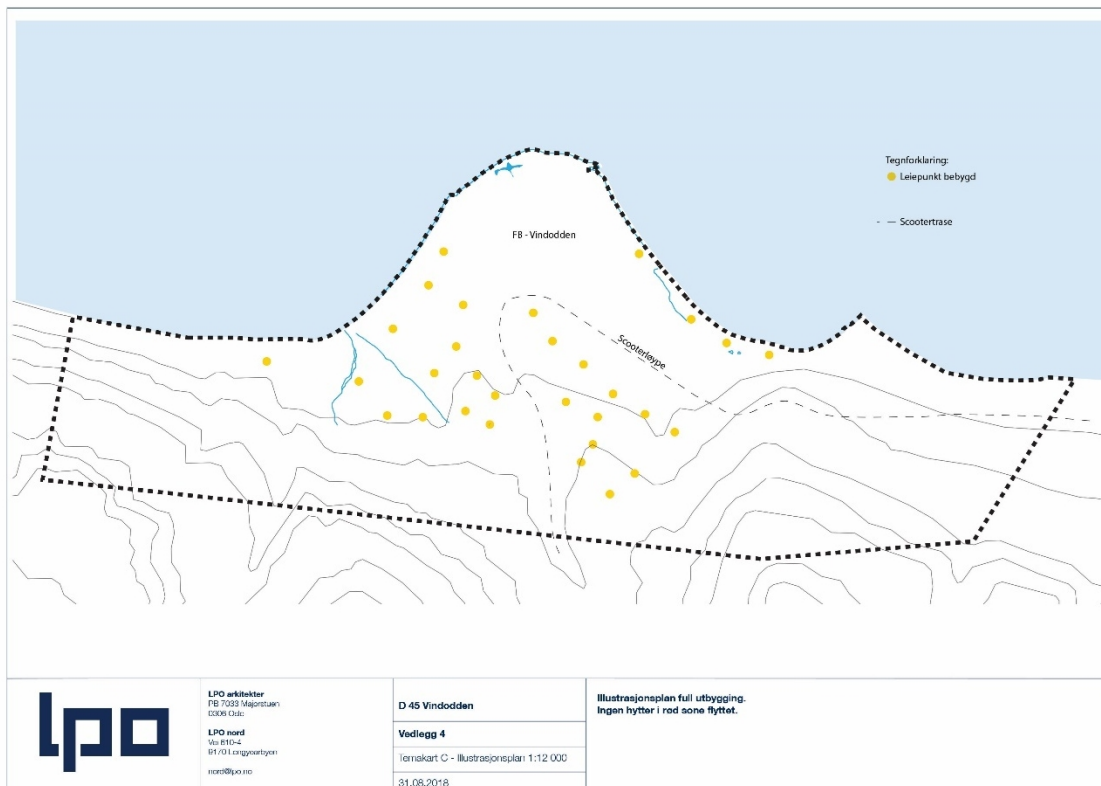 Tegnforklaring:
Leiepunkt bebygd
Scootertrase
FB - Vindodden
Scooterløype
lpo
LPO arkitekter
PB 7033 Majorstuen
0306 Oslo
LPO nord
Vei 610-4
9170 Longyearbyen
nord@lpo.no
D 45 Vindodden
Vedlegg 4
Temakart C - Illustrasjonsplan 1:12 000
31.08.2018
Illustrasjonsplan full utbygging.
Ingen hytter i rød sone flyttet.